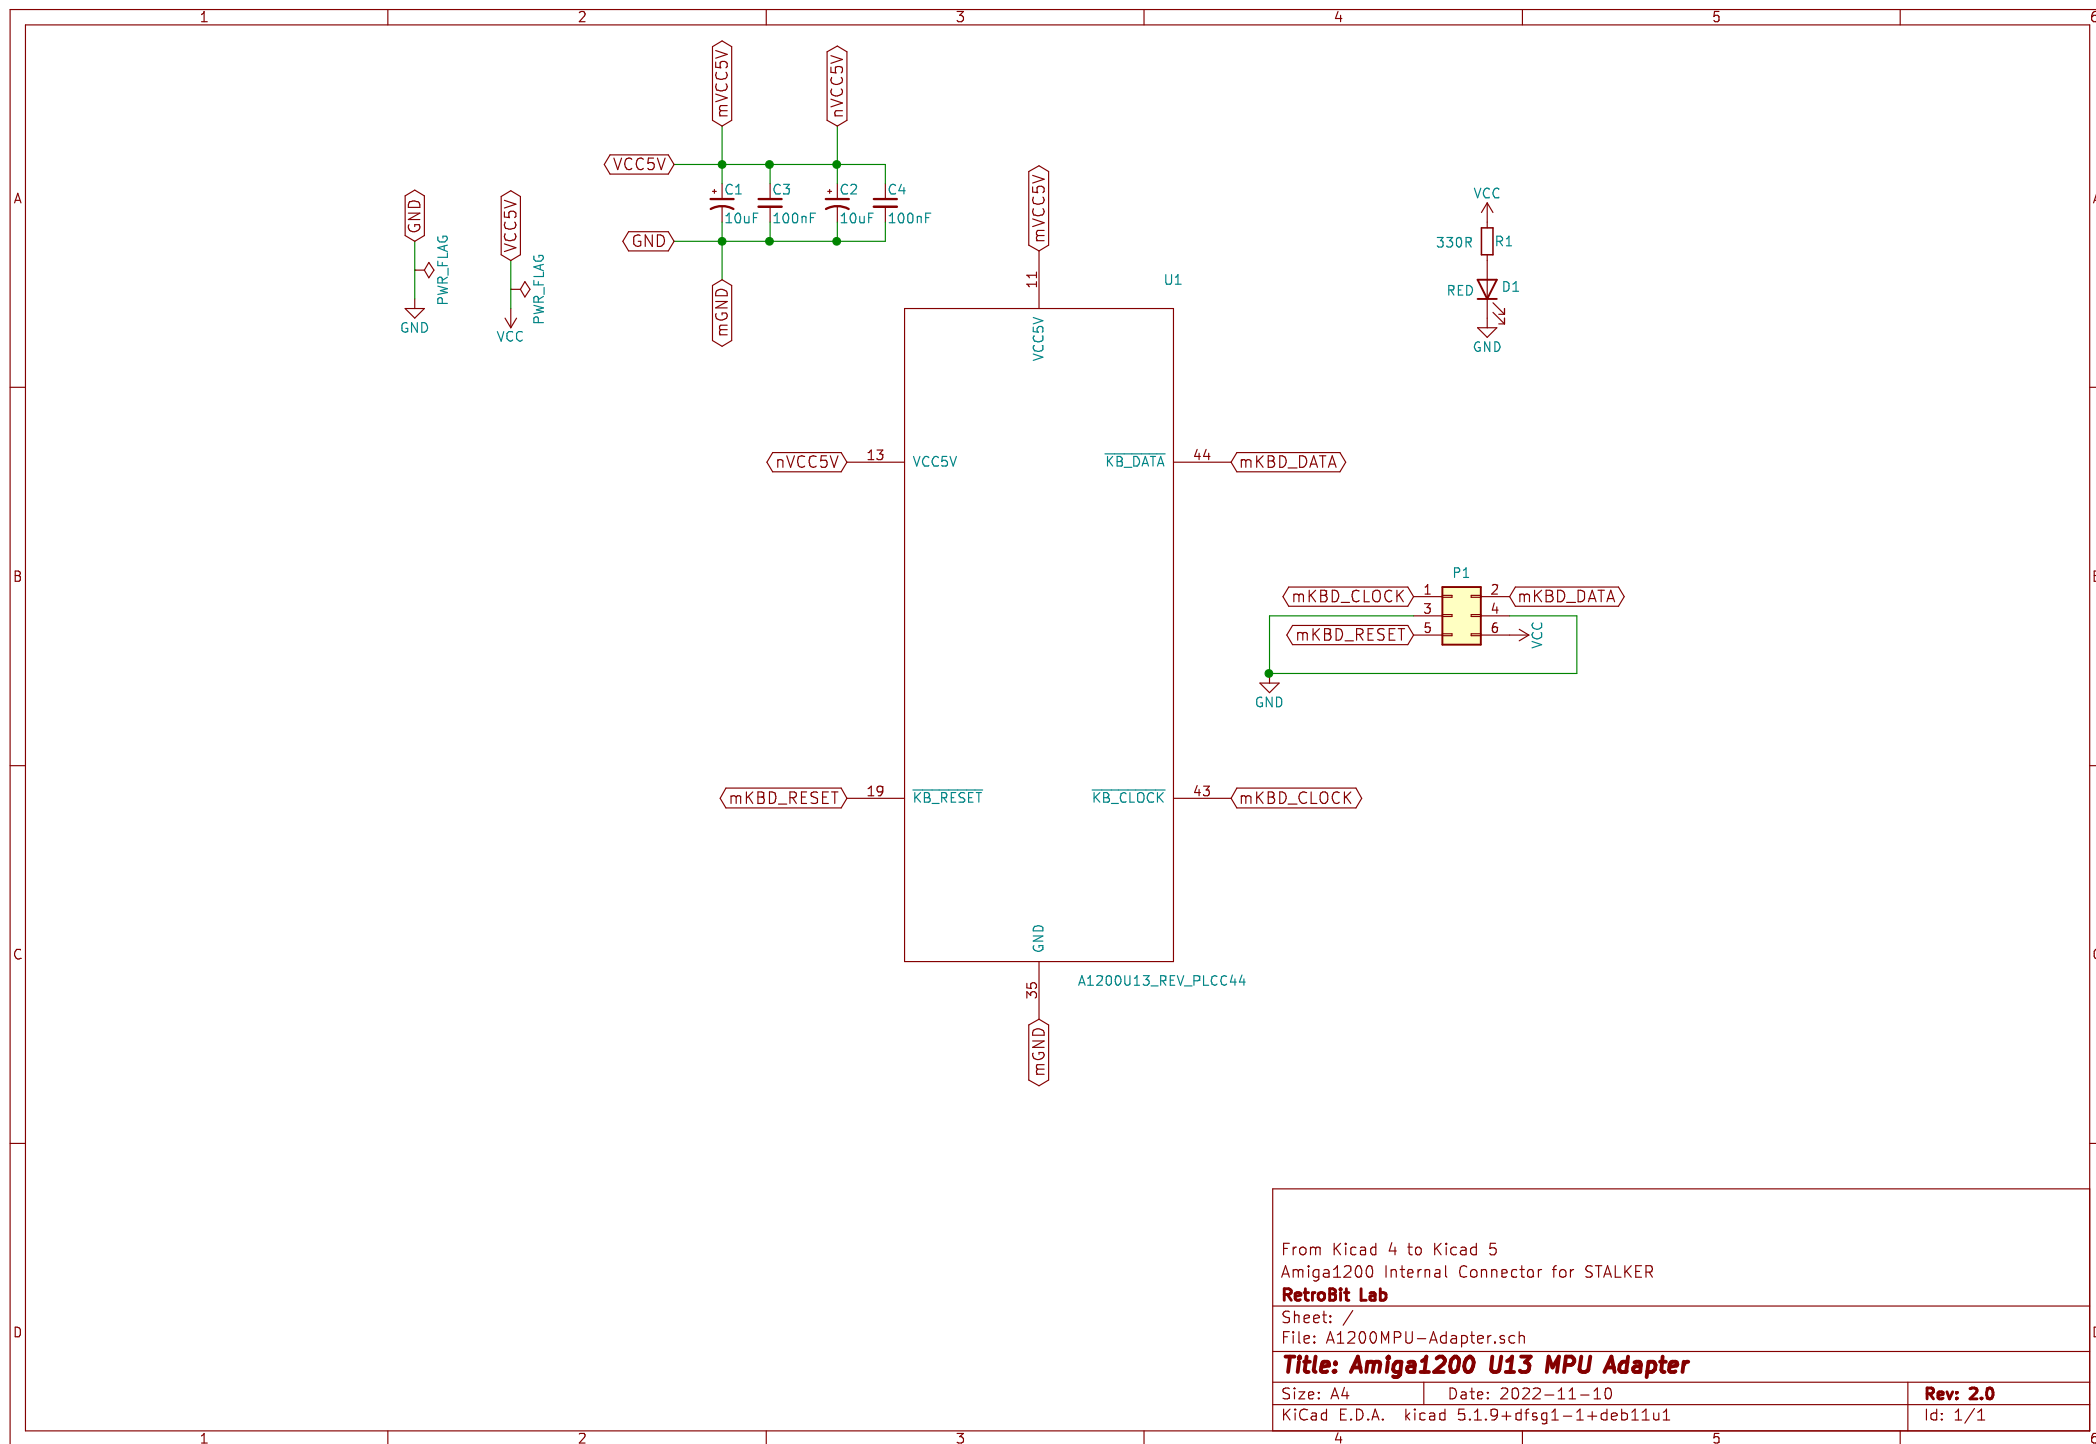 1 2 3 4 5 6
mVCC5V
nVCC5V
VCC5V
C1 C3 C2 C4
10uF 100nF 10uF 100nF
GND
mGND
GND
PWR_FLAG
GND
VCC5V
PWR_FLAG
VCC
mVCC5V
11
U1
VCC5V
VCC
330R R1
RED D1
GND
A
nVCC5V 13 VCC5V
KB_DATA 44 mKBD_DATA
P1
mKBD_CLOCK 1 2 mKBD_DATA
3 4
mKBD_RESET 5 6 VCC
GND
B
mKBD_RESET 19 KB_RESET
KB_CLOCK 43 mKBD_CLOCK
GND
C
A1200U13_REV_PLCC44
35
mGND
From Kicad 4 to Kicad 5
Amiga1200 Internal Connector for STALKER
RetroBit Lab
Sheet: /
File: A1200MPU-Adapter.sch
D
Title: Amiga1200 U13 MPU Adapter
Size: A4 Date: 2022-11-10 Rev: 2.0
KiCad E.D.A. kicad 5.1.9+dfsg1-1+deb11u1 Id: 1/1
1 2 3 4 5 6